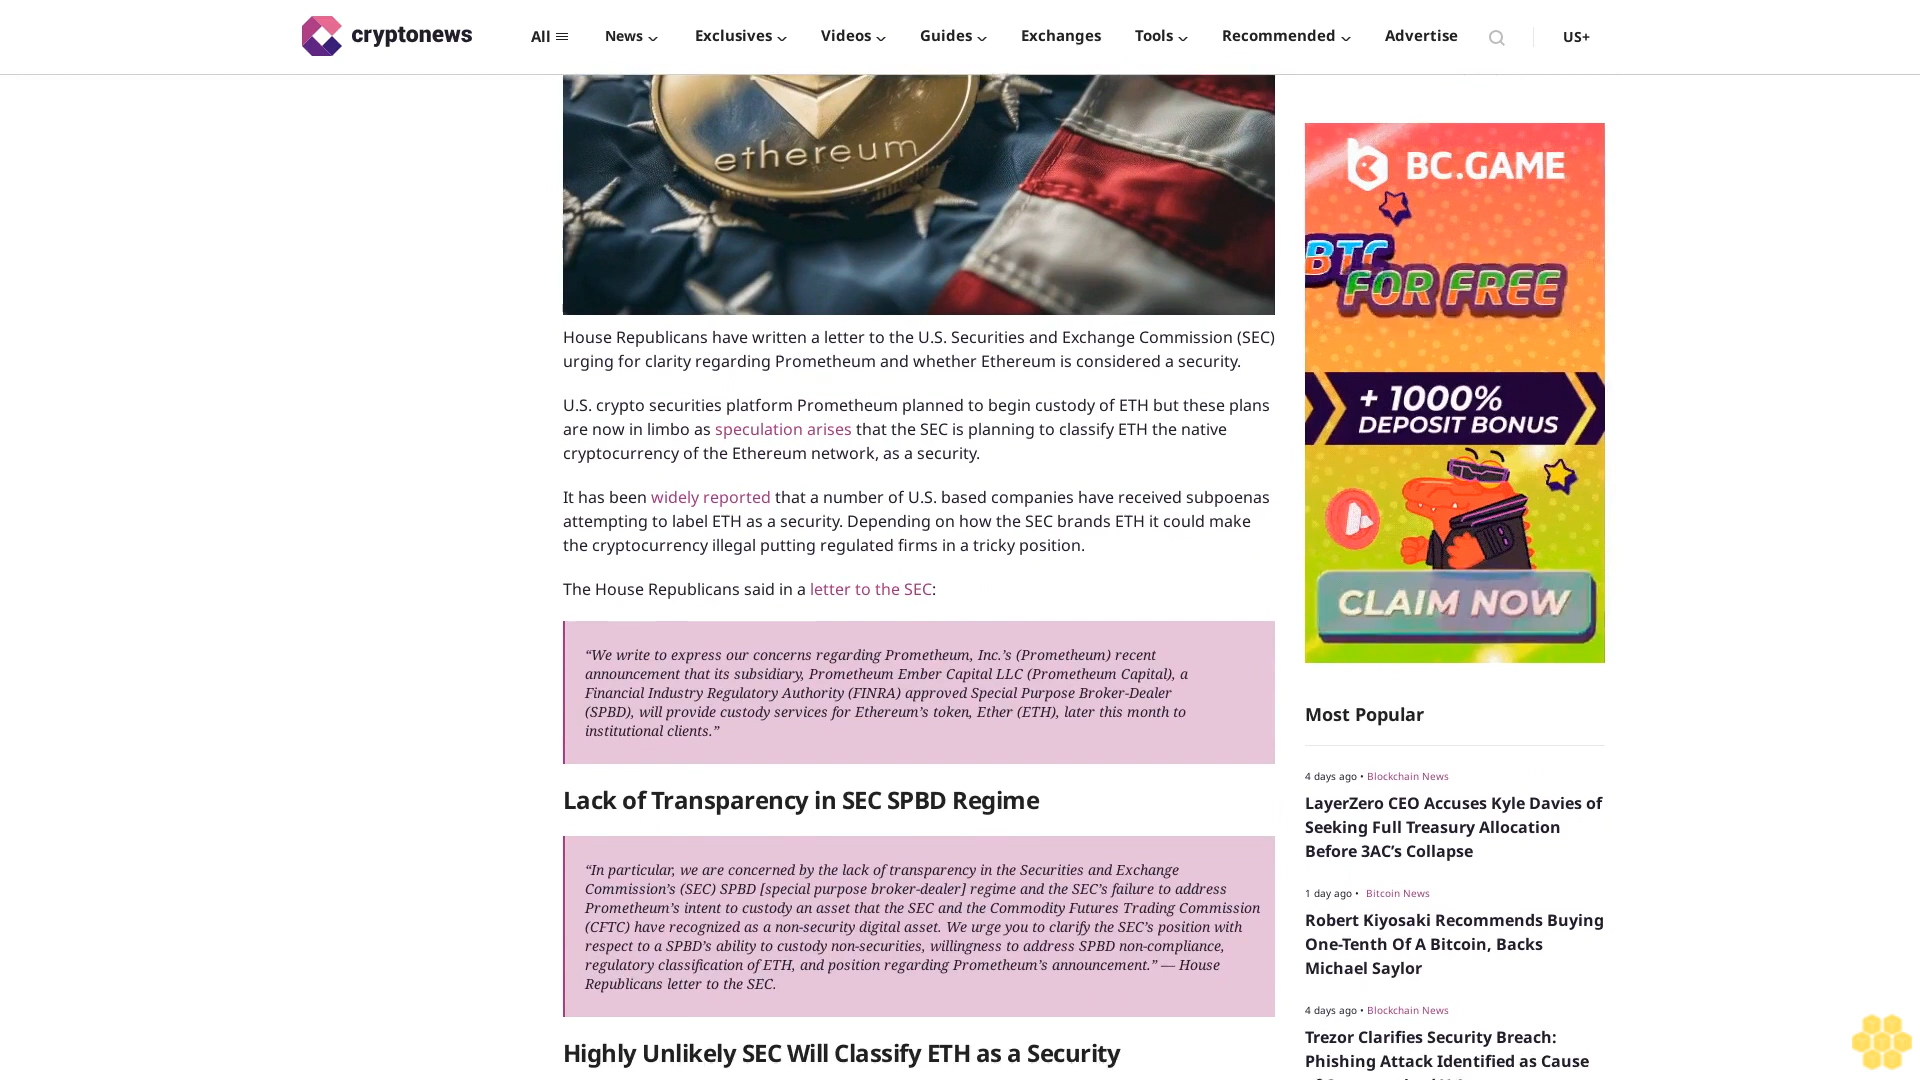 cryptonews
All
News
Exclusives
Videos
Guides
Exchanges
Tools
Recommended
Advertise
US+
ethereum
House Republicans have written a letter to the U.S. Securities and Exchange Commission (SEC)
urging for clarity regarding Prometheum and whether Ethereum is considered a security.
U.S. crypto securities platform Prometheum planned to begin custody of ETH but these plans
are now in limbo as speculation arises that the SEC is planning to classify ETH the native
cryptocurrency of the Ethereum network, as a security.
It has been widely reported that a number of U.S. based companies have received subpoenas
attempting to label ETH as a security. Depending on how the SEC brands ETH it could make
the cryptocurrency illegal putting regulated firms in a tricky position.
The House Republicans said in a letter to the SEC:
“We write to express our concerns regarding Prometheum, Inc.’s (Prometheum) recent
announcement that its subsidiary, Prometheum Ember Capital LLC (Prometheum Capital), a
Financial Industry Regulatory Authority (FINRA) approved Special Purpose Broker-Dealer
(SPBD), will provide custody services for Ethereum’s token, Ether (ETH), later this month to
institutional clients.”
Lack of Transparency in SEC SPBD Regime
“In particular, we are concerned by the lack of transparency in the Securities and Exchange
Commission’s (SEC) SPBD [special purpose broker-dealer] regime and the SEC’s failure to address
Prometheum’s intent to custody an asset that the SEC and the Commodity Futures Trading Commission
(CFTC) have recognized as a non-security digital asset. We urge you to clarify the SEC’s position with
respect to a SPBD’s ability to custody non-securities, willingness to address SPBD non-compliance,
regulatory classification of ETH, and position regarding Prometheum’s announcement.” — House
Republicans letter to the SEC.
Highly Unlikely SEC Will Classify ETH as a Security
BC.GAME
BTC
FOR FREE
+ 1000%
DEPOSIT BONUS
CLAIM NOW
Most Popular
4 days ago • Blockchain News
LayerZero CEO Accuses Kyle Davies of
Seeking Full Treasury Allocation
Before 3AC’s Collapse
1 day ago • Bitcoin News
Robert Kiyosaki Recommends Buying
One-Tenth Of A Bitcoin, Backs
Michael Saylor
4 days ago • Blockchain News
Trezor Clarifies Security Breach:
Phishing Attack Identified as Cause